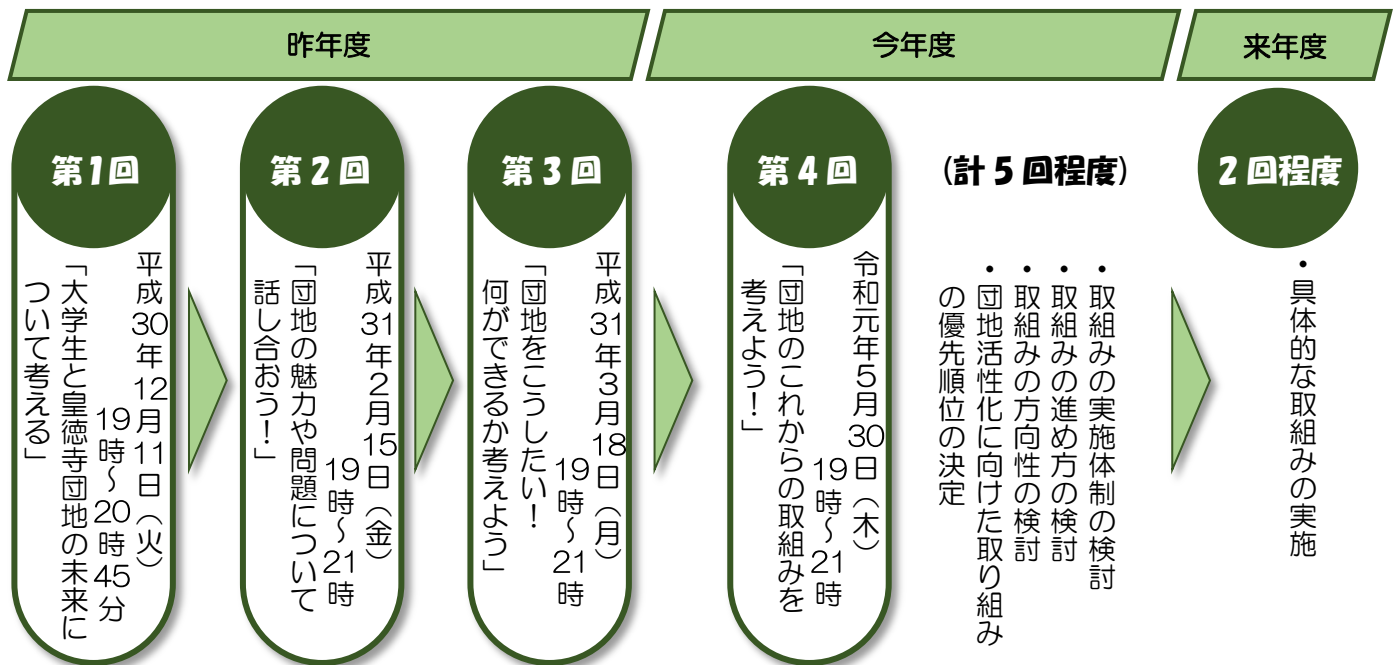 昨年度
今年度
来年度
第1回
平成30年12月11日（火）
19時～20時45分
「大学生と皇徳寺団地の未来に
ついて考える」
第2回
平成31年2月15日（金）
19時～21時
「団地の魅力や問題について
話し合おう！」
第3回
平成31年3月18日（月）
19時～21時
「団地をこうしたい！
何ができるか考えよう」
第4回
令和元年5月30日（木）
19時～21時
「団地のこれからの取組みを
考えよう！」
(計5回程度)
・取組みの実施体制の検討
・取組みの進め方の検討
・取組みの方向性の検討
・団地活性化に向けた取り組み
の優先順位の決定
2回程度
・具体的な取組みの実施